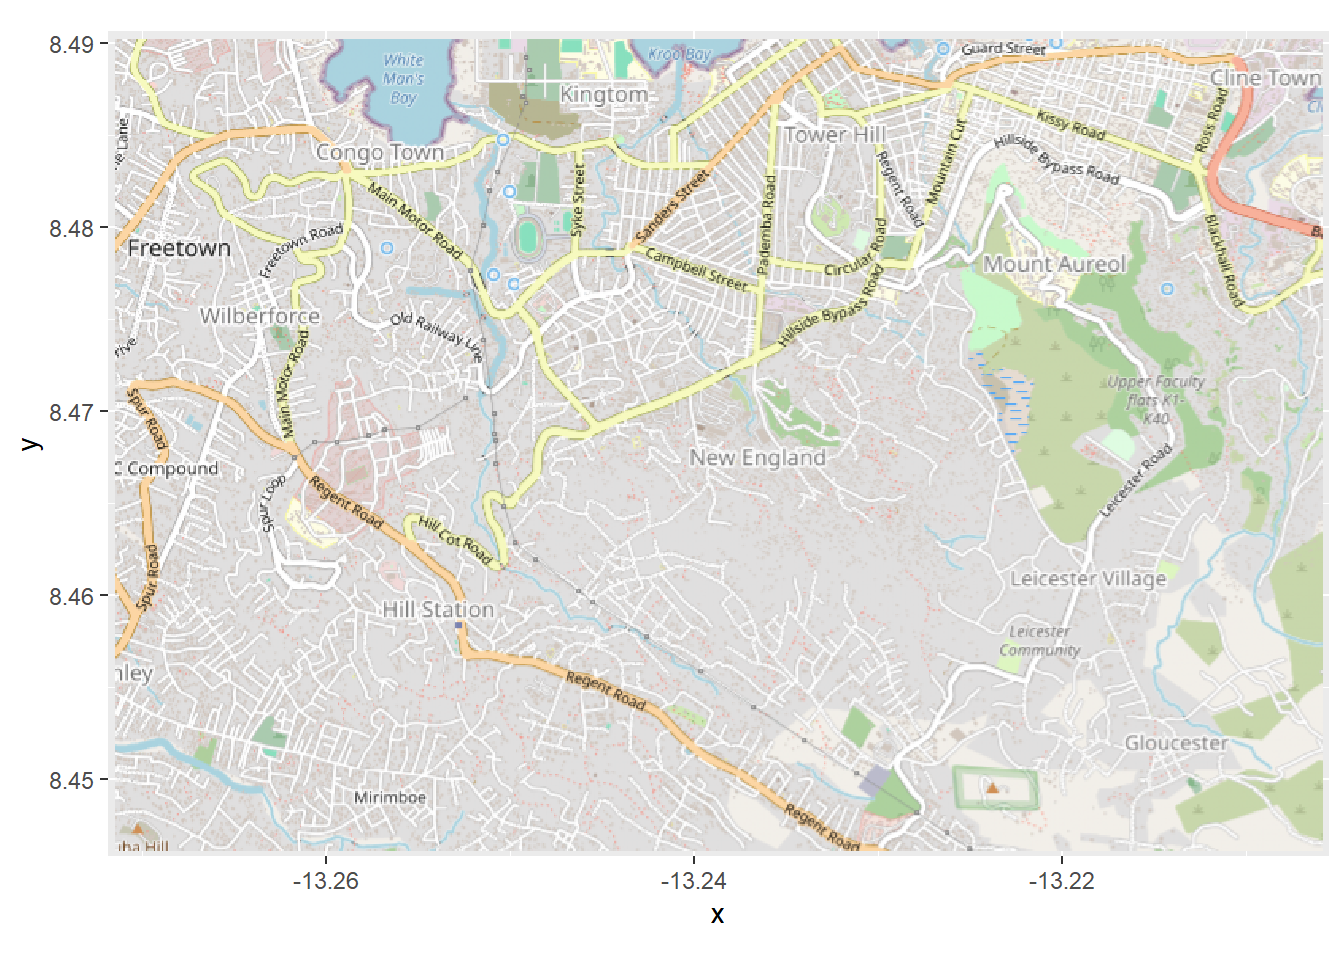 8.49
8.48
8.47
8.46
8.45
y
White
Man's
Bay
Kroo Bay
Guard Street
Cline Town
Kingtom
Tower Hill
Kissy Road
Ross Road
Congo Town
Hillside Bypass Road
Mountain Cut
Regent Road
Main Motor Road
Syke Street
Sanders Street
Pademba Road
Freetown
Freetown Road
Campbell Street
Circular Road
Mount Aureol
Blackhall Road
Wilberforce
Old Railway Line
Hillside Bypass Road
Main Motor Road
Upper Faculty
flats K1-
K40
Spur Road
C Compound
New England
Spur Loop
Regent Road
Leicester Road
Hill Cot Road
Spur Road
Leicester Village
Hill Station
Leicester
Community
nley
Regent Road
Gloucester
Mirimboe
Regent Road
iba Hill
-13.26
-13.24
-13.22
x